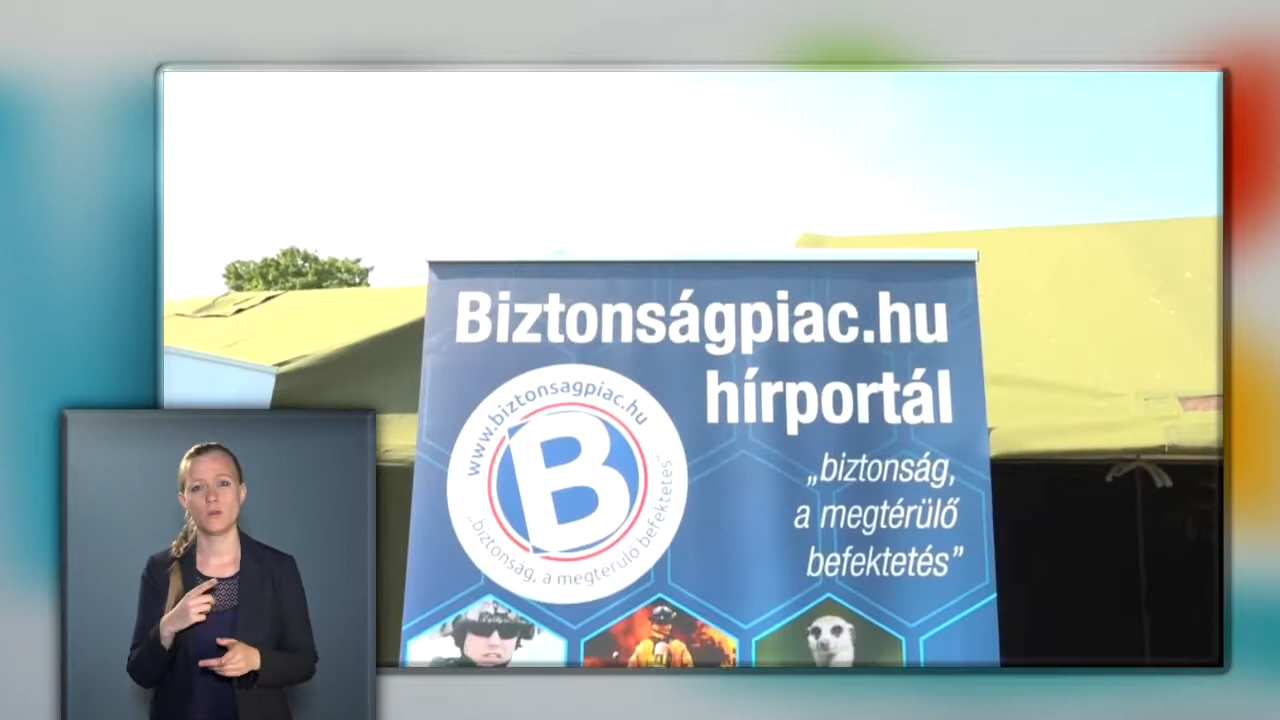 Biztonságpiac.hu
hírportál
www.biztonsagpiac.hu
B
„biztonság, a megtérülő befektetés”
„biztonság,
a megtérülő
befektetés”